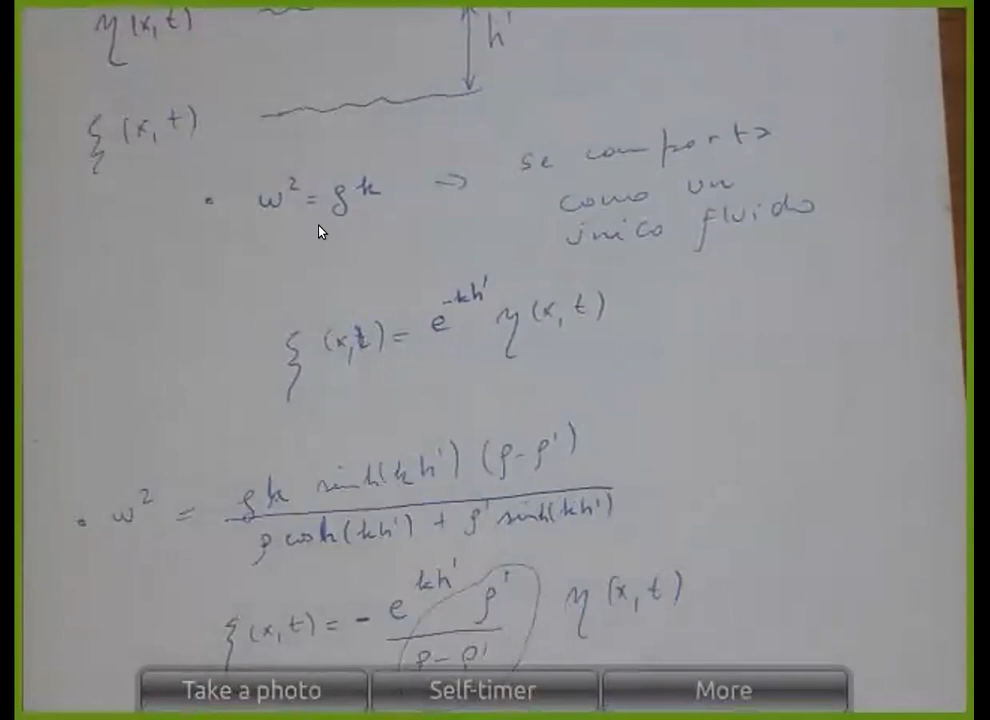 η(x, t)
h'
ξ(x, t)
• ω² = gk → se comporta
como un
único fluido
ξ(x,t) = e^{-kh'} η(x, t)
• ω² = gk sinh(kh') (ρ-ρ') / ρ cosh(kh') + ρ' sinh(kh')
ξ(x, t) = - e^{kh'} ρ' / ρ-ρ' η(x, t)
Take a photo
Self-timer
More